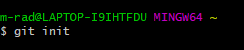 m-rad@LAPTOP-I9IHTFDU MINGW64 ~
$ git init